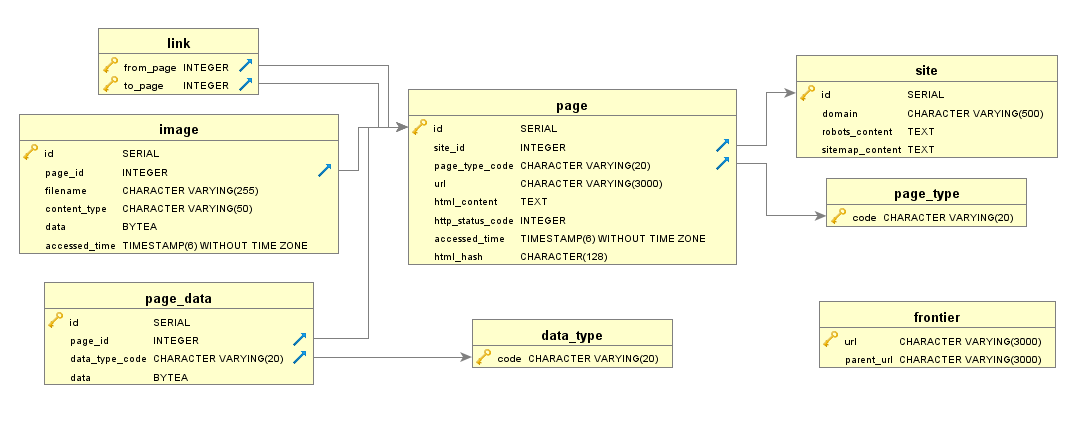 link
from_page INTEGER
to_page INTEGER
image
id SERIAL
page_id INTEGER
filename CHARACTER VARYING(255)
content_type CHARACTER VARYING(50)
data BYTEA
accessed_time TIMESTAMP(6) WITHOUT TIME ZONE
page_data
id SERIAL
page_id INTEGER
data_type_code CHARACTER VARYING(20)
data BYTEA
page
id SERIAL
site_id INTEGER
page_type_code CHARACTER VARYING(20)
url CHARACTER VARYING(3000)
html_content TEXT
http_status_code INTEGER
accessed_time TIMESTAMP(6) WITHOUT TIME ZONE
html_hash CHARACTER(128)
data_type
code CHARACTER VARYING(20)
site
id SERIAL
domain CHARACTER VARYING(500)
robots_content TEXT
sitemap_content TEXT
page_type
code CHARACTER VARYING(20)
frontier
url CHARACTER VARYING(3000)
parent_url CHARACTER VARYING(3000)